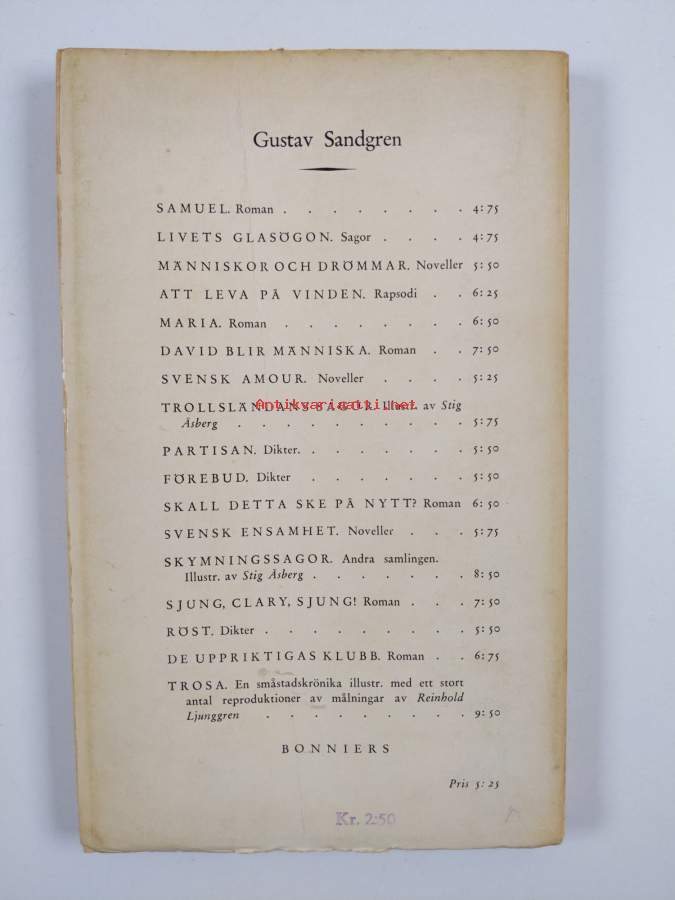 Gustav Sandgren
SAMUEL. Roman . . . . . . . . 4:75
LIVETS GLASÖGON. Sagor . . . . 4:75
MÄNNISKOR OCH DRÖMMAR. Noveller 5:50
ATT LEVA PÅ VINDEN. Rapsodi . . 6:25
MARIA. Roman . . . . . . . 6:50
DAVID BLIR MÄNNISKA. Roman . . 7:50
SVENSK AMOUR. Noveller . . . . 5:25
TROLLSLÄNDANS SAGOR. Illustr. av Stig
Antikvariaatti.net
Åsberg . . . . . . . . . . 5:75
PARTISAN. Dikter. . . . . . . 5:50
FÖREBUD. Dikter . . . . . . 5:50
SKALL DETTA SKE PÅ NYTT? Roman 6:50
SVENSK ENSAMHET. Noveller . . . 5:75
SKYMNINGSSAGOR. Andra samlingen.
Illustr. av Stig Åsberg . . . . . . 8:50
SJUNG, CLARY, SJUNG! Roman . . . 7:50
RÖST. Dikter . . . . . . . . 5:50
DE UPPRIKTIGAS KLUBB. Roman . . 6:75
TROSA. En småstadskrönika illustr. med ett stort
antal reproduktioner av målningar av Reinhold
Ljunggren . . . . . . . . . 9:50
BONNIERS
Pris 5:25
Kr. 2:50